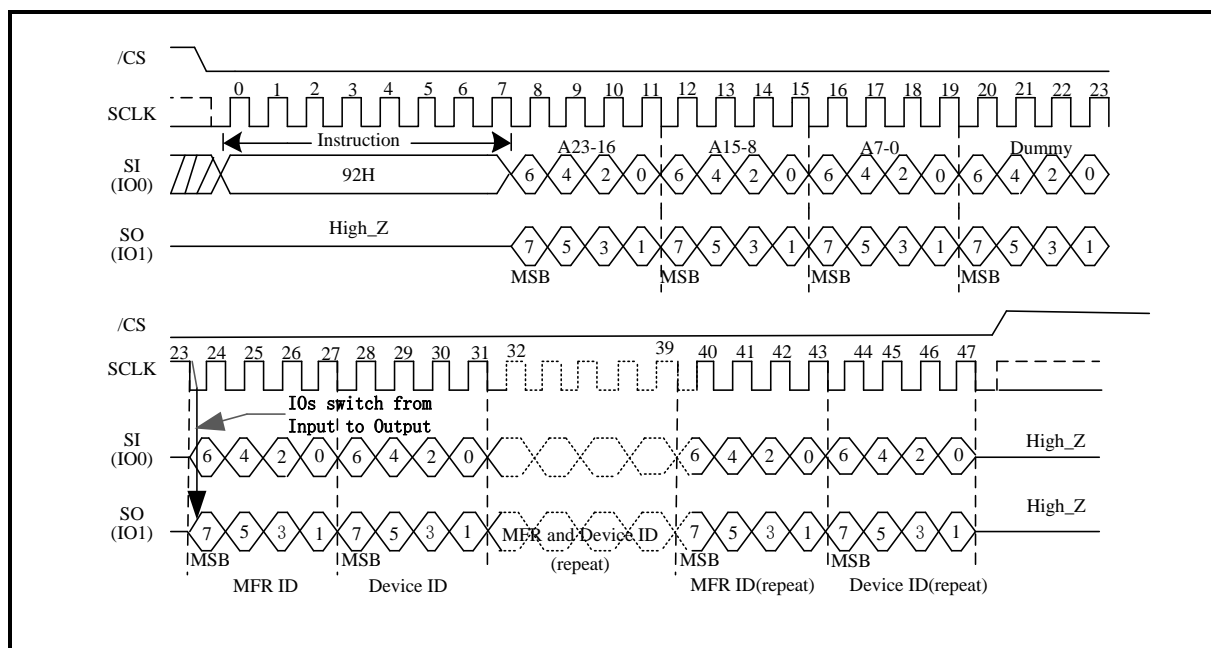 /CS
0 1 2 3 4 5 6 7 8 9 10 11 12 13 14 15 16 17 18 19 20 21 22 23
SCLK
Instruction A23-16 A15-8 A7-0 Dummy
SI
(IO0)
92H 6 4 2 0 6 4 2 0 6 4 2 0 6 4 2 0
High_Z
SO
(IO1)
7 5 3 1 7 5 3 1 7 5 3 1 7 5 3 1
MSB MSB MSB MSB
/CS
23 24 25 26 27 28 29 30 31 32 39 40 41 42 43 44 45 46 47
SCLK
IOs switch from
Input to Output
SI
(IO0)
6 4 2 0 6 4 2 0 6 4 2 0 6 4 2 0 High_Z
SO
(IO1)
7 5 3 1 7 5 3 1 MFR and Device ID 7 5 3 1 7 5 3 1 High_Z
(repeat)
MSB MSB MSB MSB
MFR ID Device ID MFR ID(repeat) Device ID(repeat)